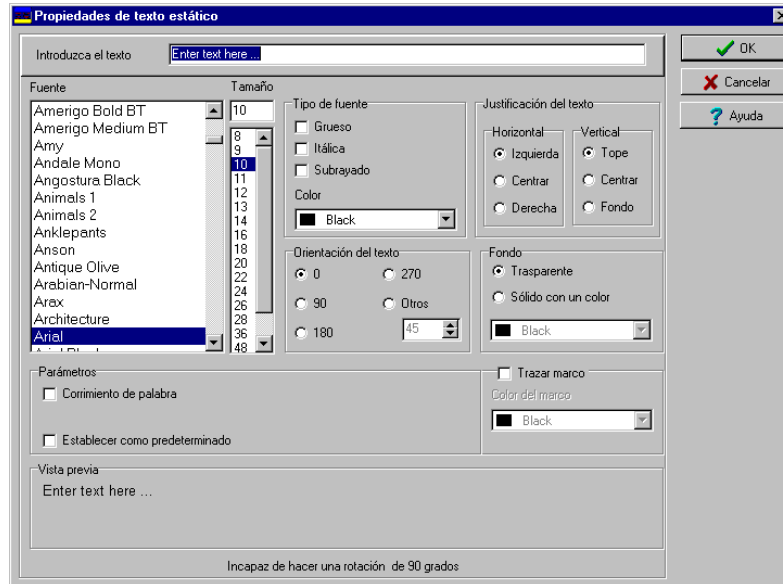 Propiedades de texto estático
Introduzca el texto
Enter text here ...
OK
Cancelar
Ayuda
Fuente
Amerigo Bold BT
Amerigo Medium BT
Amy
Andale Mono
Angostura Black
Animals 1
Animals 2
Anklepants
Anson
Antique Olive
Arabian-Normal
Arax
Architecture
Arial
Tamaño
10
8
9
10
11
12
13
14
16
18
20
22
24
26
28
36
48
Tipo de fuente
Grueso
Itálica
Subrayado
Color
Black
Justificación del texto
Horizontal
Izquierda
Centrar
Derecha
Vertical
Tope
Centrar
Fondo
Orientación del texto
0
270
90
Otros
180
45
Fondo
Trasparente
Sólido con un color
Black
Parámetros
Corrimiento de palabra
Establecer como predeterminado
Trazar marco
Color del marco
Black
Vista previa
Enter text here ...
Incapaz de hacer una rotación de 90 grados